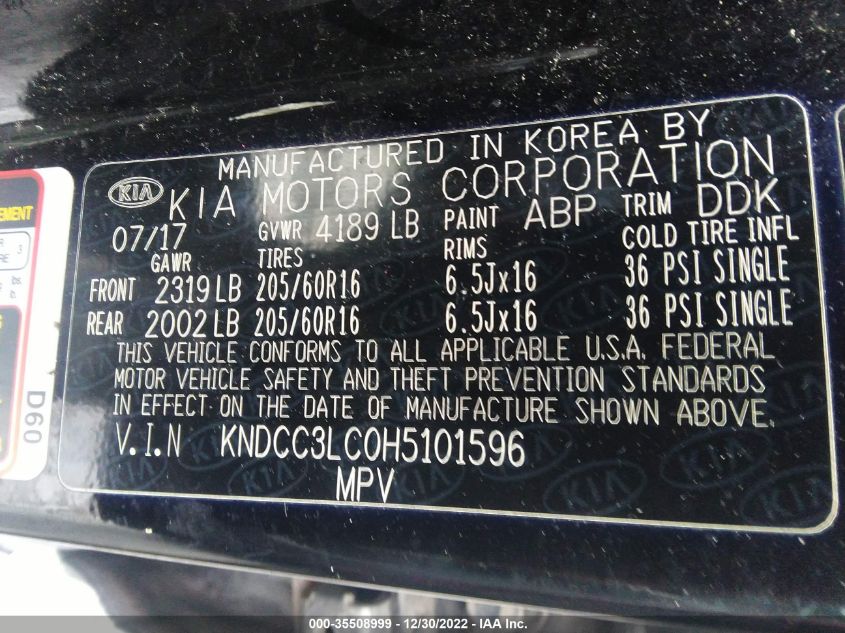 MANUFACTURED IN KOREA BY
KIA KIA MOTORS CORPORATION
07/17 GVWR 4189 LB PAINT ABP TRIM DDK
GAWR TIRES RIMS COLD TIRE INFL
FRONT 2319 LB 205/60R16 6.5Jx16 36 PSI SINGLE
REAR 2002 LB 205/60R16 6.5Jx16 36 PSI SINGLE
THIS VEHICLE CONFORMS TO ALL APPLICABLE U.S.A. FEDERAL
MOTOR VEHICLE SAFETY AND THEFT PREVENTION STANDARDS
IN EFFECT ON THE DATE OF MANUFACTURE SHOWN ABOVE.
V.I.N KNDCC3LC0H5101596
MPV
D60
000-35508999 - 12/30/2022 - IAA Inc.